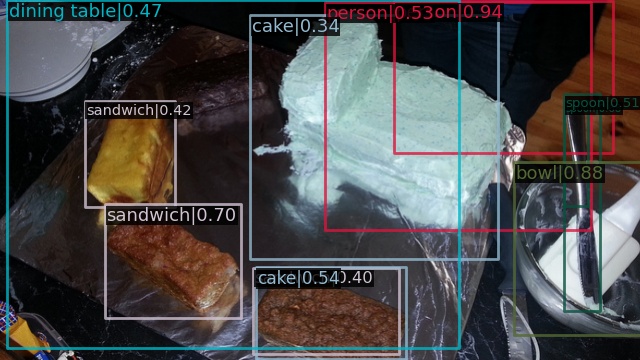 dining table|0.47
person|0.53
on|0.94
cake|0.34
sandwich|0.42
spoon|0.51
bowl|0.88
sandwich|0.70
cake|0.54
0.40